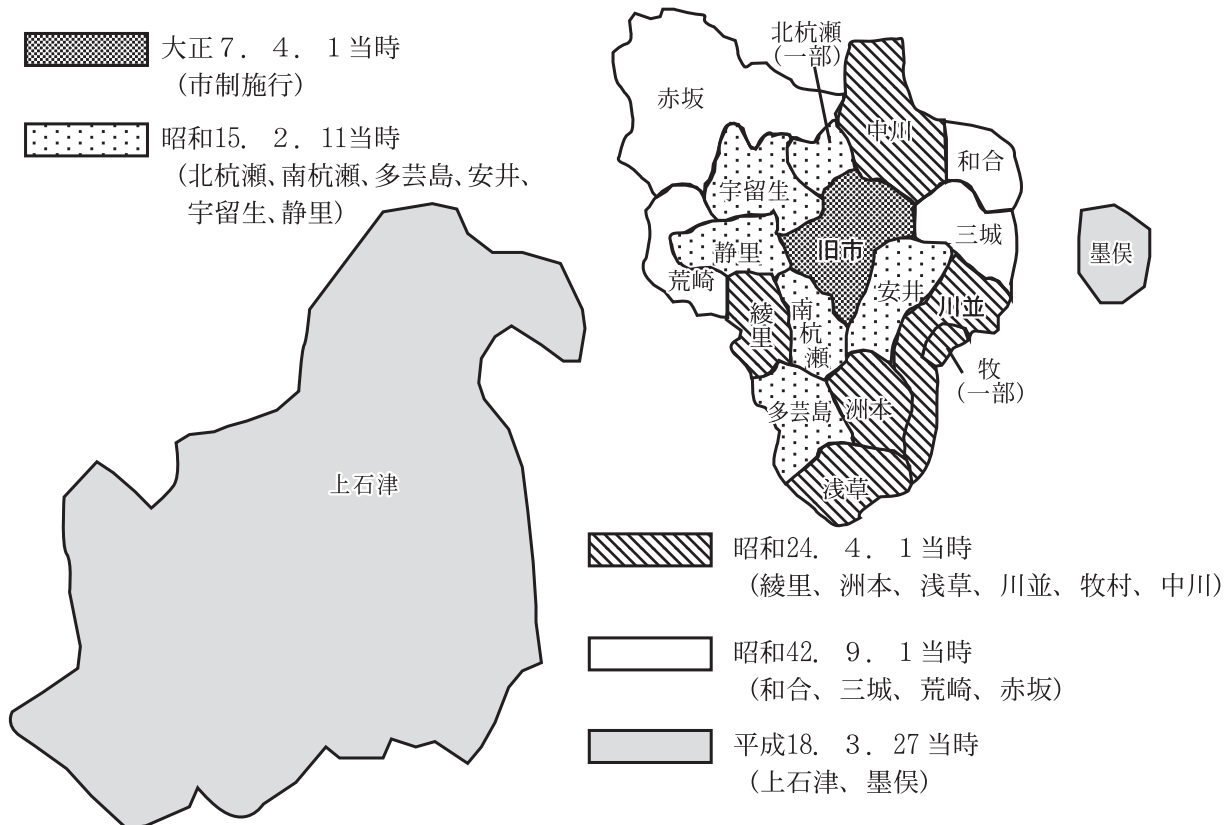 大正７．４．１当時
（市制施行）
昭和15．２．11当時
（北杭瀬、南杭瀬、多芸島、安井、
宇留生、静里）
北杭瀬
（一部）
赤坂
中川
和合
宇留生
三城
旧市
静里
墨俣
荒崎
安井
川並
綾里
南杭瀬
牧
（一部）
多芸島
洲本
浅草
上石津
昭和24．４．１当時
（綾里、洲本、浅草、川並、牧村、中川）
昭和42．９．１当時
（和合、三城、荒崎、赤坂）
平成18．３．27当時
（上石津、墨俣）